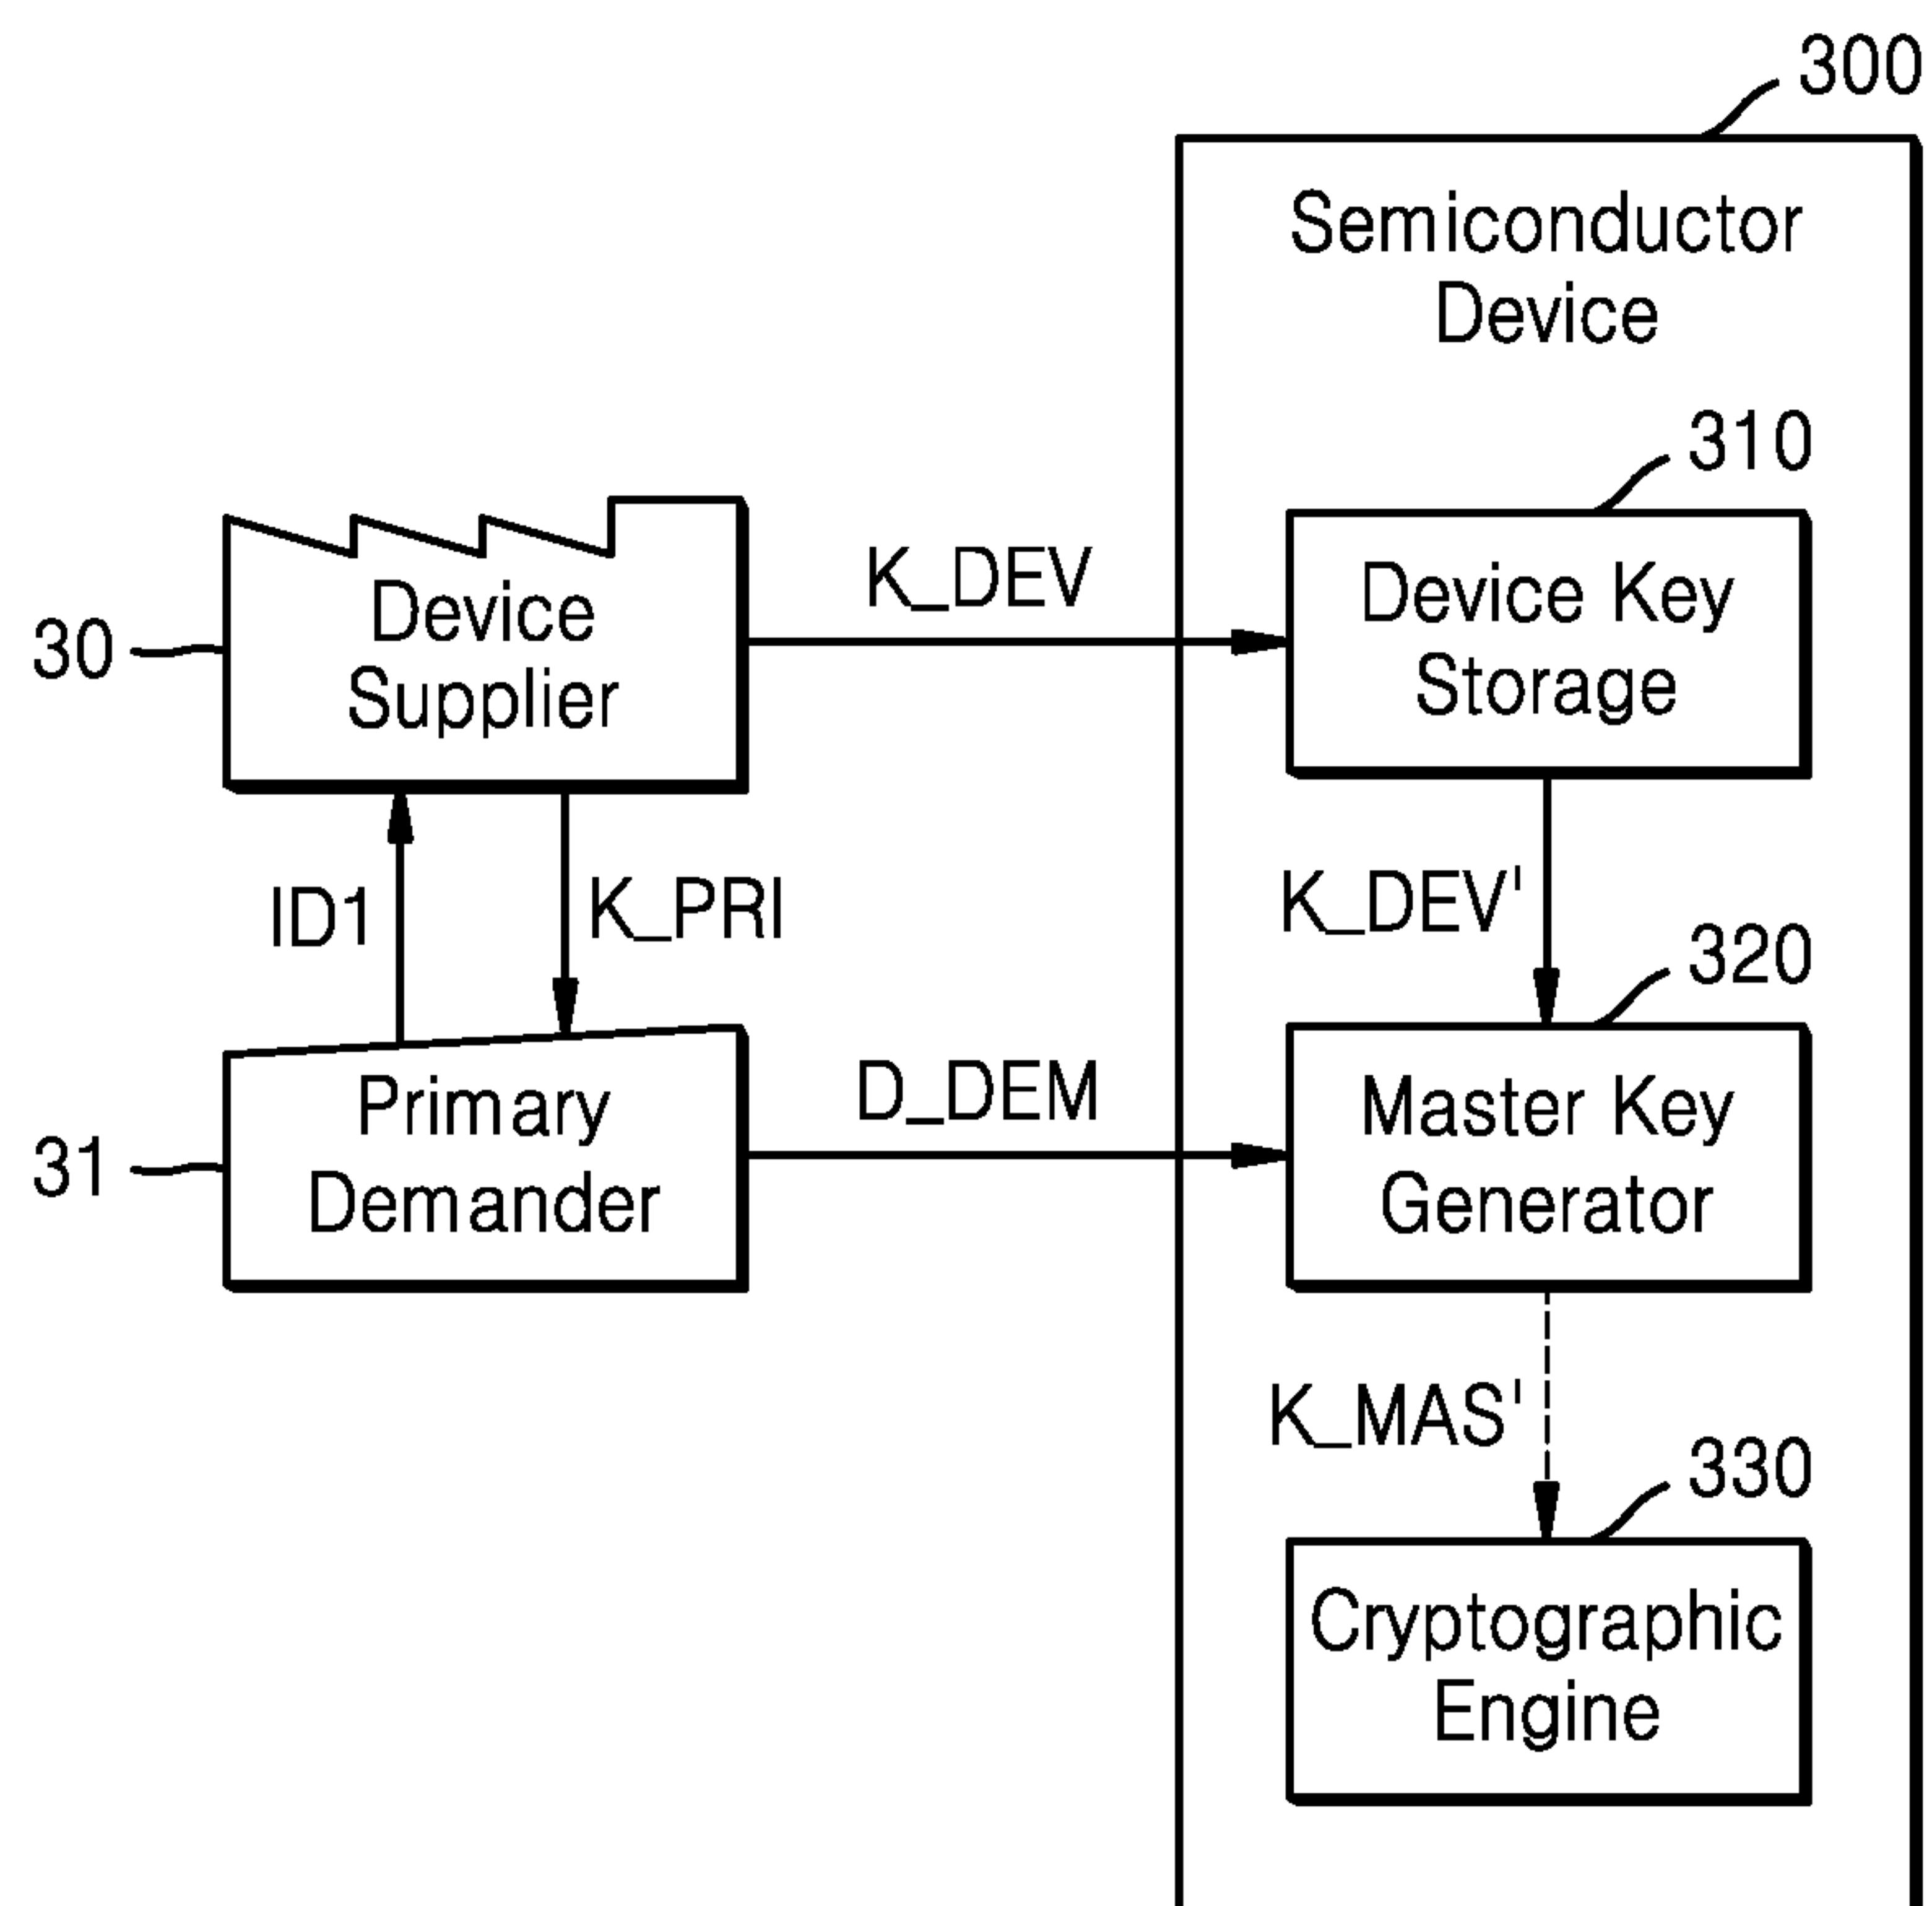 300
Semiconductor
Device
310
Device Key
Storage
K_DEV
Device
Supplier
30
ID1
K_PRI
K_DEV'
320
Primary
Demander
31
D_DEM
Master Key
Generator
K_MAS'
330
Cryptographic
Engine